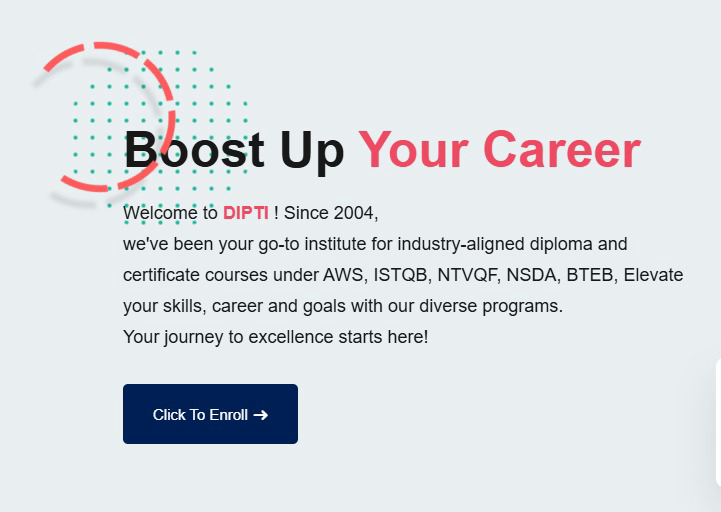 Boost Up Your Career
Welcome to DIPTI ! Since 2004,
we've been your go-to institute for industry-aligned diploma and
certificate courses under AWS, ISTQB, NTVQF, NSDA, BTEB, Elevate
your skills, career and goals with our diverse programs.
Your journey to excellence starts here!
Click To Enroll →